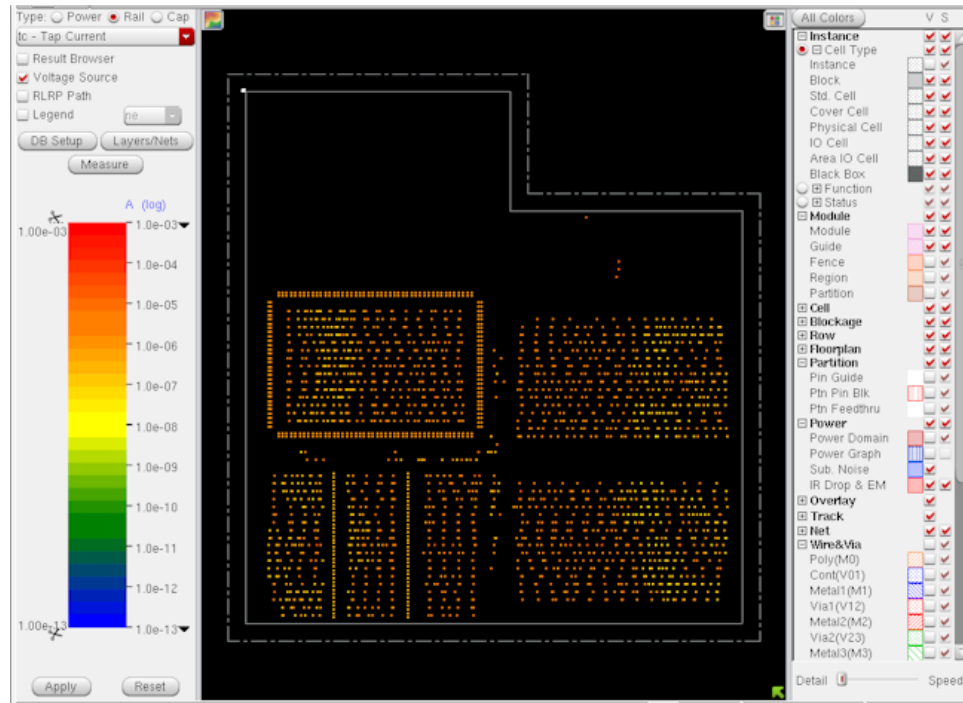 Type: Power Rail Cap
tc - Tap Current
Result Browser
Voltage Source
RLRP Path
Legend ne
DB Setup Layers/Nets
Measure
A (log)
1.00e-03
1.0e-03
1.0e-04
1.0e-05
1.0e-06
1.0e-07
1.0e-08
1.0e-09
1.0e-10
1.0e-11
1.0e-12
1.00e-13
1.0e-13
Apply Reset
All Colors V S
Instance
Cell Type
Instance
Block
Std. Cell
Cover Cell
Physical Cell
IO Cell
Area IO Cell
Black Box
Function
Status
Module
Module
Guide
Fence
Region
Partition
Cell
Blockage
Row
Floorplan
Partition
Pin Guide
Ptn Pin Blk
Ptn Feedthru
Power
Power Domain
Power Graph
Sub. Noise
IR Drop & EM
Overlay
Track
Net
Wire&Via
Poly(M0)
Cont(V01)
Metal1(M1)
Via1(V12)
Metal2(M2)
Via2(V23)
Metal3(M3)
Detail Speed